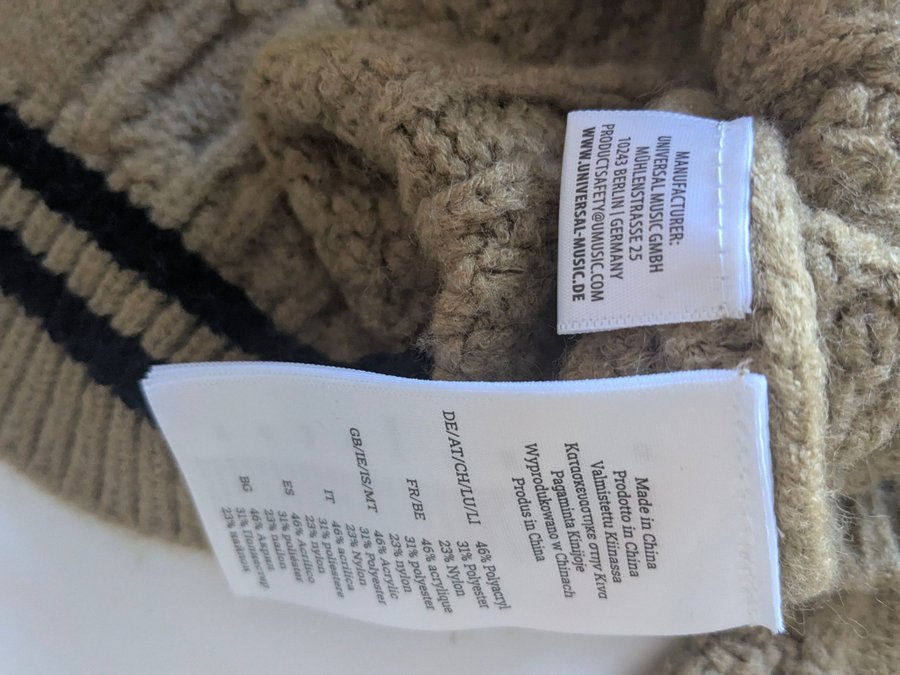 MANUFACTURER:
UNIVERSAL MUSIC GMBH
MÜHLENSTRASSE 25
10243 BERLIN | GERMANY
PRODUCTSAFETY@UMUSIC.COM
WWW.UNIVERSAL-MUSIC.DE
Made in China
Prodotto in China
Valmistettu Kiinassa
Κατασκευαστηκε στην Κινα
Pagaminta Kinijoje
Wyprodukowano w Chinach
Produs in China
DE/AT/CH/LU/LI 46% Polyacryl
31% Polyester
23% Nylon
FR/BE 46% acrylique
31% polyester
23% nylon
GB/IE/IS/MT 46% Acrylic
31% Polyester
23% Nylon
IT 46% acrilica
31% poliestere
23% nylon
ES 46% Acrilico
31% poliéster
23% nailon
BG 46% Акрил
31% Полиестер
23% найлон